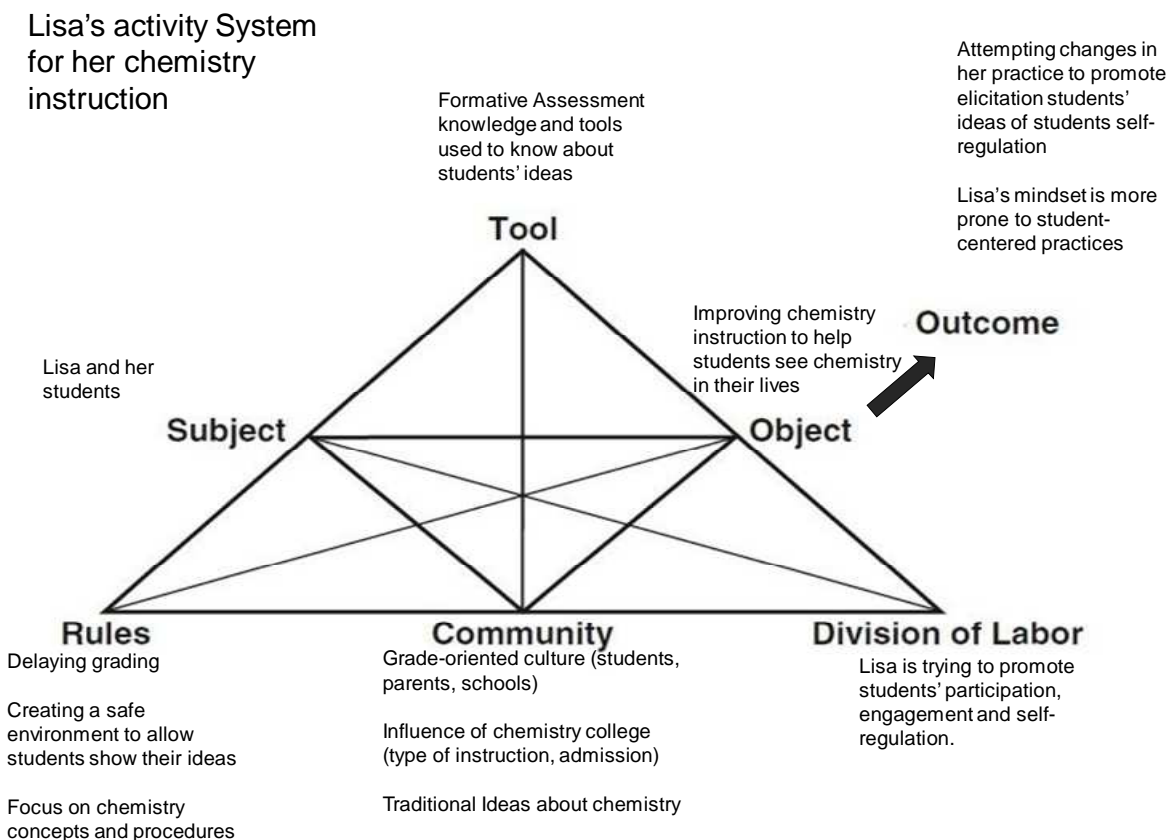 Lisa's activity System
for her chemistry
instruction
Attempting changes in
her practice to promote
elicitation students'
ideas of students self-
regulation
Lisa's mindset is more
prone to student-
centered practices
Formative Assessment
knowledge and tools
used to know about
students' ideas
Tool
Improving chemistry
instruction to help
students see chemistry
in their lives
Outcome
Lisa and her
students
Subject
Object
Rules
Community
Division of Labor
Delaying grading
Creating a safe
environment to allow
students show their ideas
Focus on chemistry
concepts and procedures
Grade-oriented culture (students,
parents, schools)
Influence of chemistry college
(type of instruction, admission)
Traditional Ideas about chemistry
Lisa is trying to promote
students' participation,
engagement and self-
regulation.